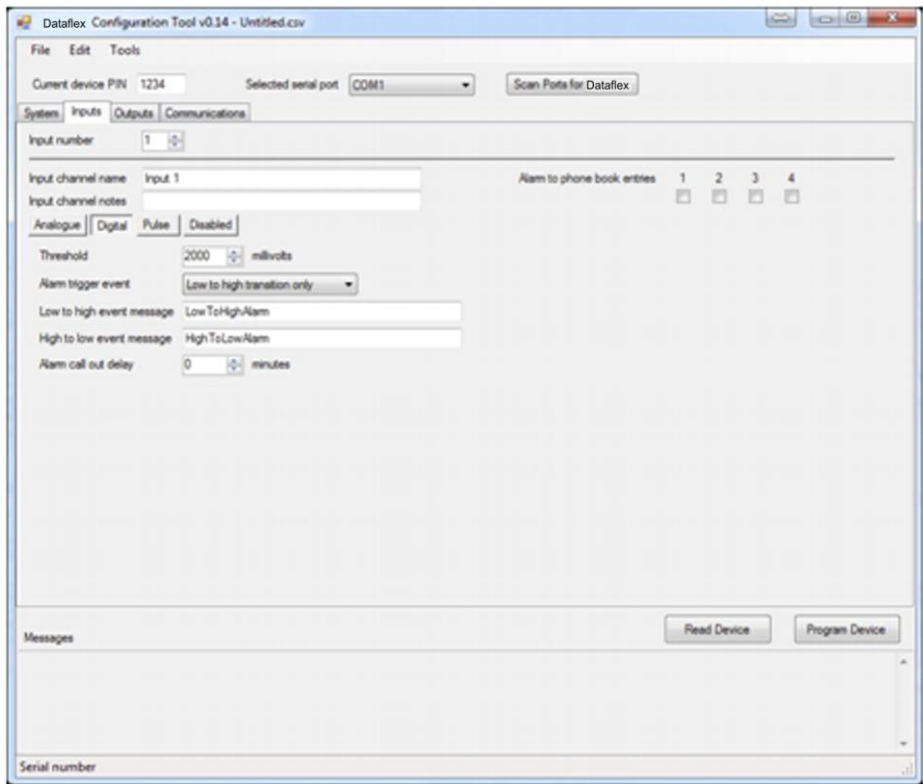 Dataflex Configuration Tool v0.14 - Untitled.csv
File Edit Tools
Current device PIN 1234 Selected serial port COM1 Scan Ports for Dataflex
System Inputs Outputs Communications
Input number 1
Input channel name Input 1 Alarm to phone book entries 1 2 3 4
Input channel notes
Analogue Digital Pulse Disabled
Threshold 2000 millivolts
Alarm trigger event Low to high transition only
Low to high event message LowToHighAlarm
High to low event message HighToLowAlarm
Alarm call out delay 0 minutes
Read Device Program Device
Messages
Serial number